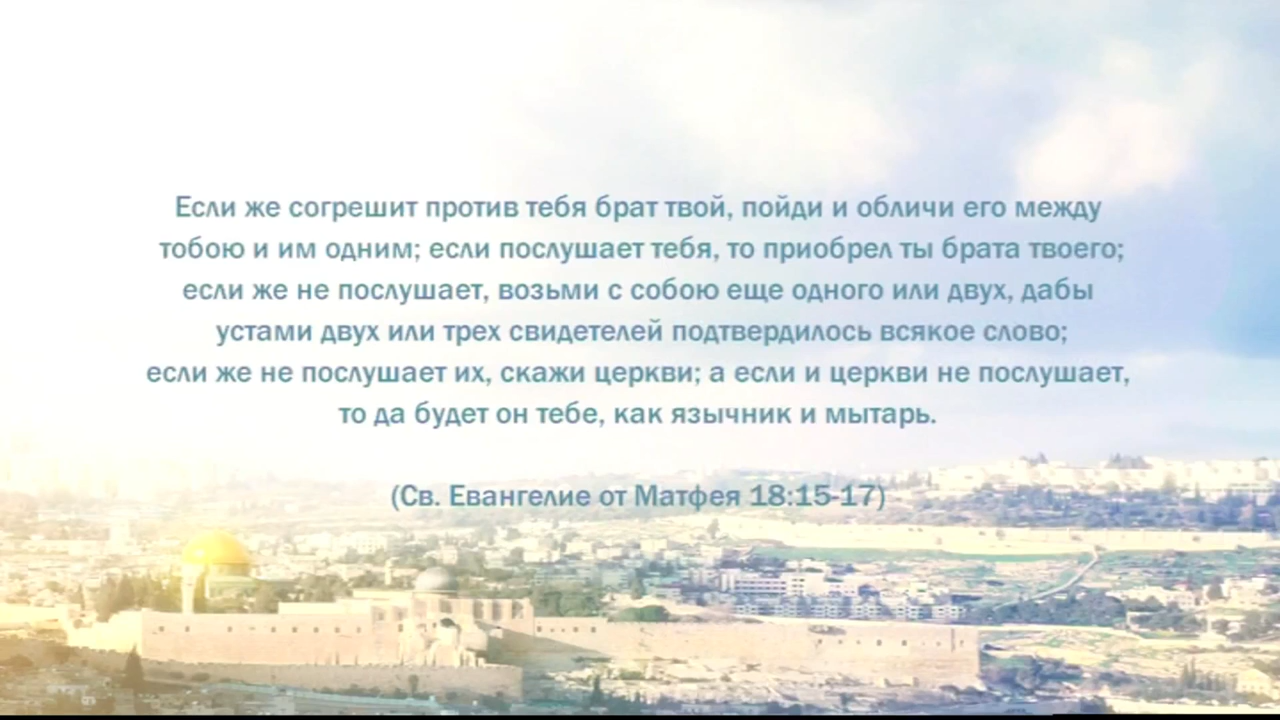 Если же согрешит против тебя брат твой, пойди и обличи его между
тобою и им одним; если послушает тебя, то приобрел ты брата твоего;
если же не послушает, возьми с собою еще одного или двух, дабы
устами двух или трех свидетелей подтвердилось всякое слово;
если же не послушает их, скажи церкви; а если и церкви не послушает,
то да будет он тебе, как язычник и мытарь.
(Св. Евангелие от Матфея 18:15-17)